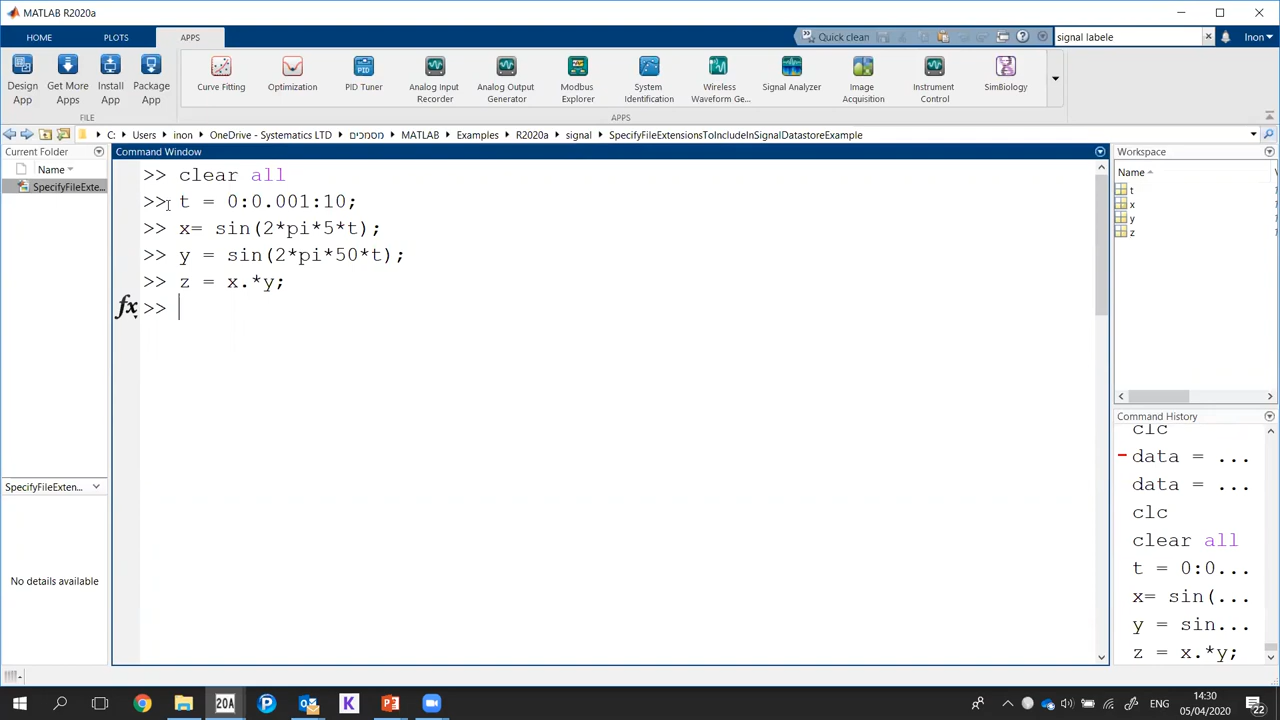 MATLAB R2020a
HOME PLOTS APPS
Quick clean
signal labele
Inon
Design App
Get More Apps
Install App
Package App
Curve Fitting
Optimization
PID Tuner
Analog Input Recorder
Analog Output Generator
Modbus Explorer
System Identification
Wireless Waveform Ge...
Signal Analyzer
Image Acquisition
Instrument Control
SimBiology
FILE
APPS
C: Users inon OneDrive - Systematics LTD מסמכים MATLAB Examples R2020a signal SpecifyFileExtensionsToIncludeInSignalDatastoreExample
Current Folder
Name
SpecifyFileExte...
SpecifyFileExten...
No details available
Command Window
>> clear all
>> t = 0:0.001:10;
>> x= sin(2*pi*5*t);
>> y = sin(2*pi*50*t);
>> z = x.*y;
fx >>
Workspace
Name
t
x
y
z
Command History
clc
data = ...
data = ...
clc
clear all
t = 0:0...
x= sin(...
y = sin...
z = x.*y;
PID
20A
P
K
ENG
14:30
05/04/2020
22